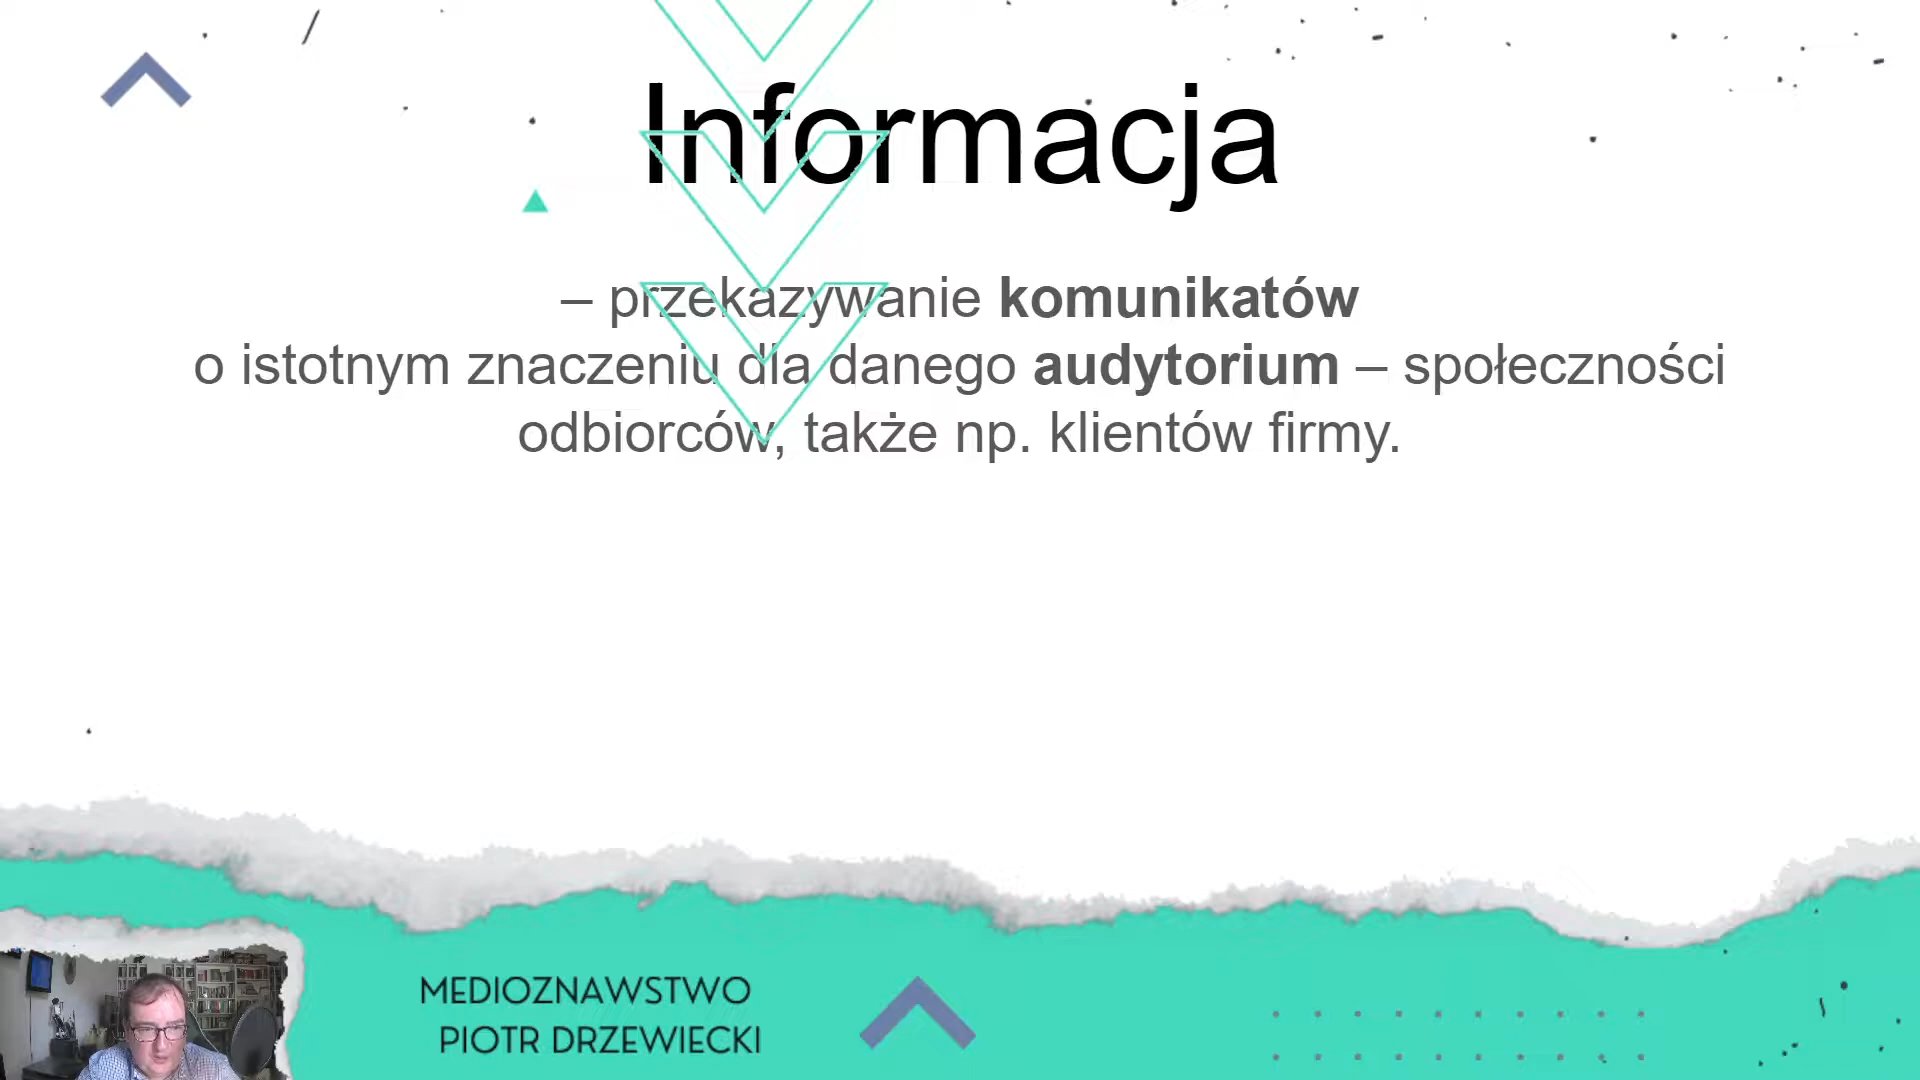 Informacja
– przekazywanie komunikatów
o istotnym znaczeniu dla danego audytorium – społeczności
odbiorców, także np. klientów firmy.
MEDIOZNAWSTWO
PIOTR DRZEWIECKI